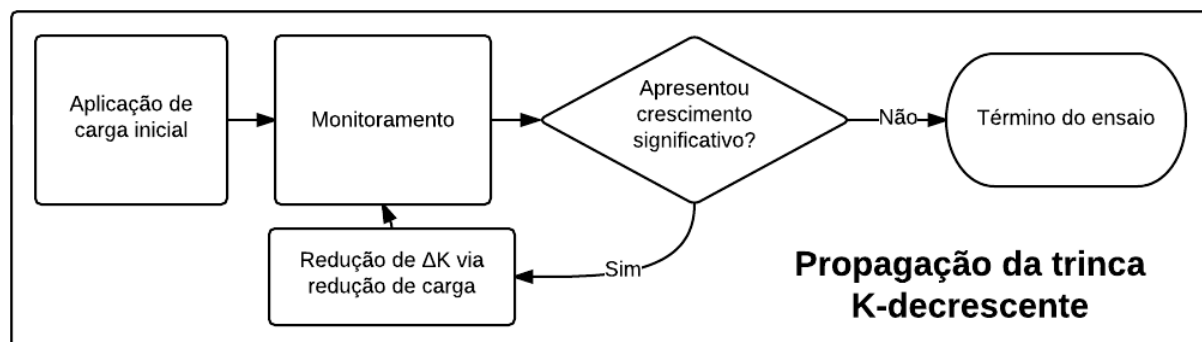 Aplicação de
carga inicial
Monitoramento
Apresentou
crescimento
significativo?
Não
Término do ensaio
Sim
Redução de ΔK via
redução de carga
Propagação da trinca
K-decrescente